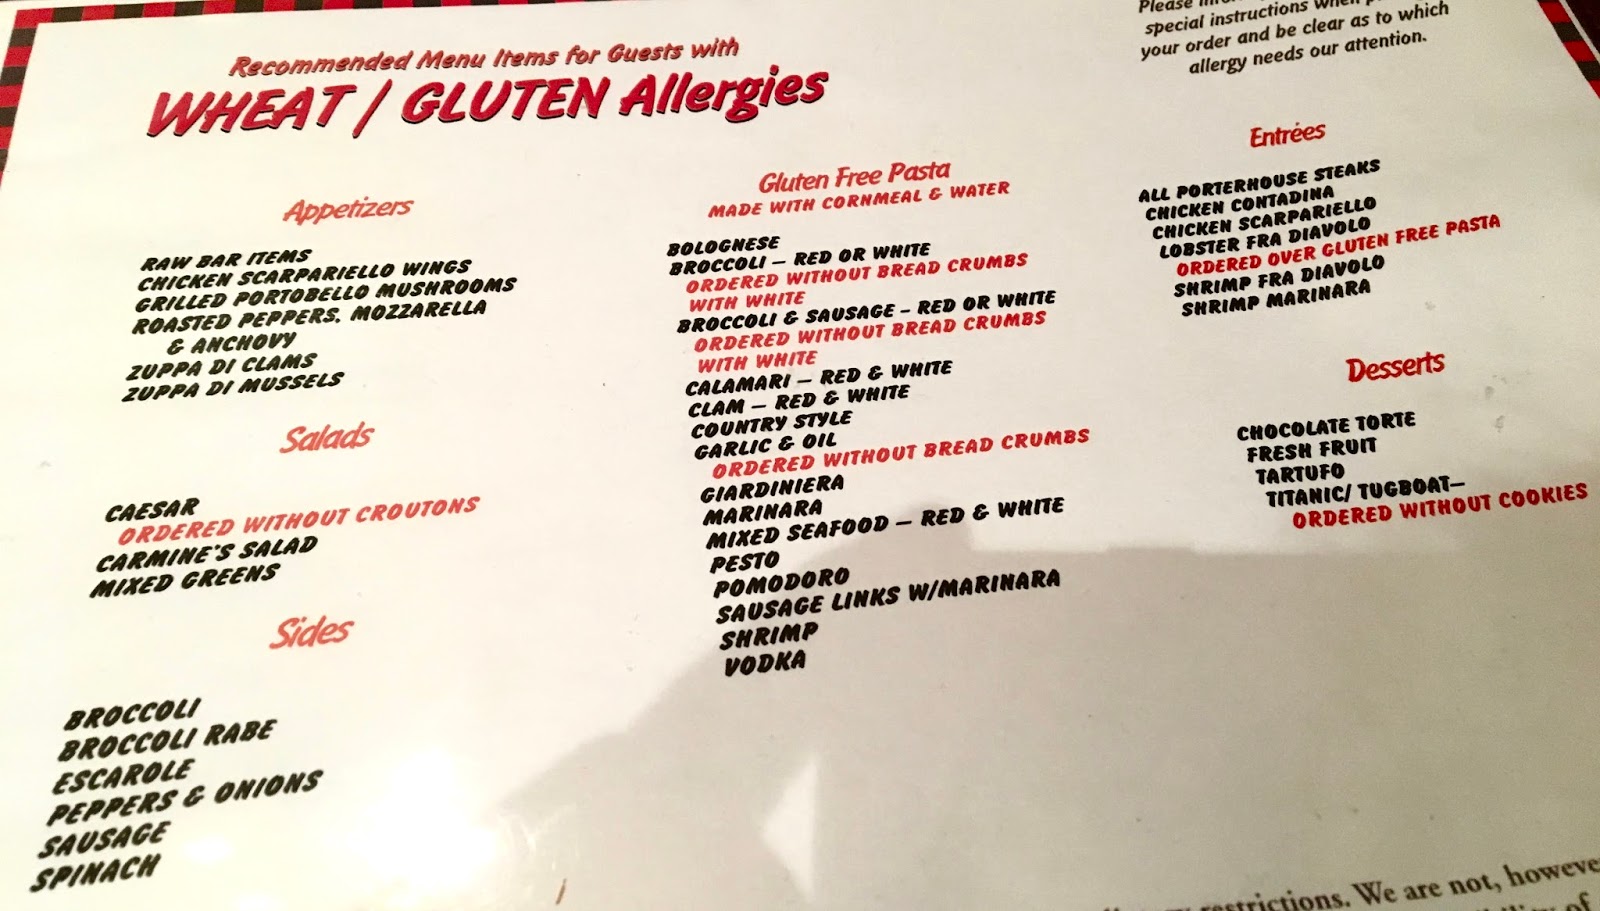 Recommended Menu Items for Guests with
WHEAT / GLUTEN Allergies
Appetizers
RAW BAR ITEMS
CHICKEN SCARPARIELLO WINGS
GRILLED PORTOBELLO MUSHROOMS
ROASTED PEPPERS, MOZZARELLA
& ANCHOVY
ZUPPA DI CLAMS
ZUPPA DI MUSSELS
Salads
CAESAR
ORDERED WITHOUT CROUTONS
CARMINE'S SALAD
MIXED GREENS
Sides
BROCCOLI
BROCCOLI RABE
ESCAROLE
PEPPERS & ONIONS
SAUSAGE
SPINACH
Gluten Free Pasta
MADE WITH CORNMEAL & WATER
BOLOGNESE
BROCCOLI – RED OR WHITE
ORDERED WITHOUT BREAD CRUMBS
WITH WHITE
BROCCOLI & SAUSAGE – RED OR WHITE
ORDERED WITHOUT BREAD CRUMBS
WITH WHITE
CALAMARI – RED & WHITE
CLAM – RED & WHITE
COUNTRY STYLE
GARLIC & OIL
ORDERED WITHOUT BREAD CRUMBS
GIARDINIERA
MARINARA
MIXED SEAFOOD – RED & WHITE
PESTO
POMODORO
SAUSAGE LINKS W/MARINARA
SHRIMP
VODKA
Please
special instructions when
your order and be clear as to which
allergy needs our attention.
Entrées
ALL PORTERHOUSE STEAKS
CHICKEN CONTADINA
CHICKEN SCARPARIELLO
LOBSTER FRA DIAVOLO
ORDERED OVER GLUTEN FREE PASTA
SHRIMP FRA DIAVOLO
SHRIMP MARINARA
Desserts
CHOCOLATE TORTE
FRESH FRUIT
TARTUFO
TITANIC/ TUGBOAT–
ORDERED WITHOUT COOKIES
restrictions. We are not, howeve
of